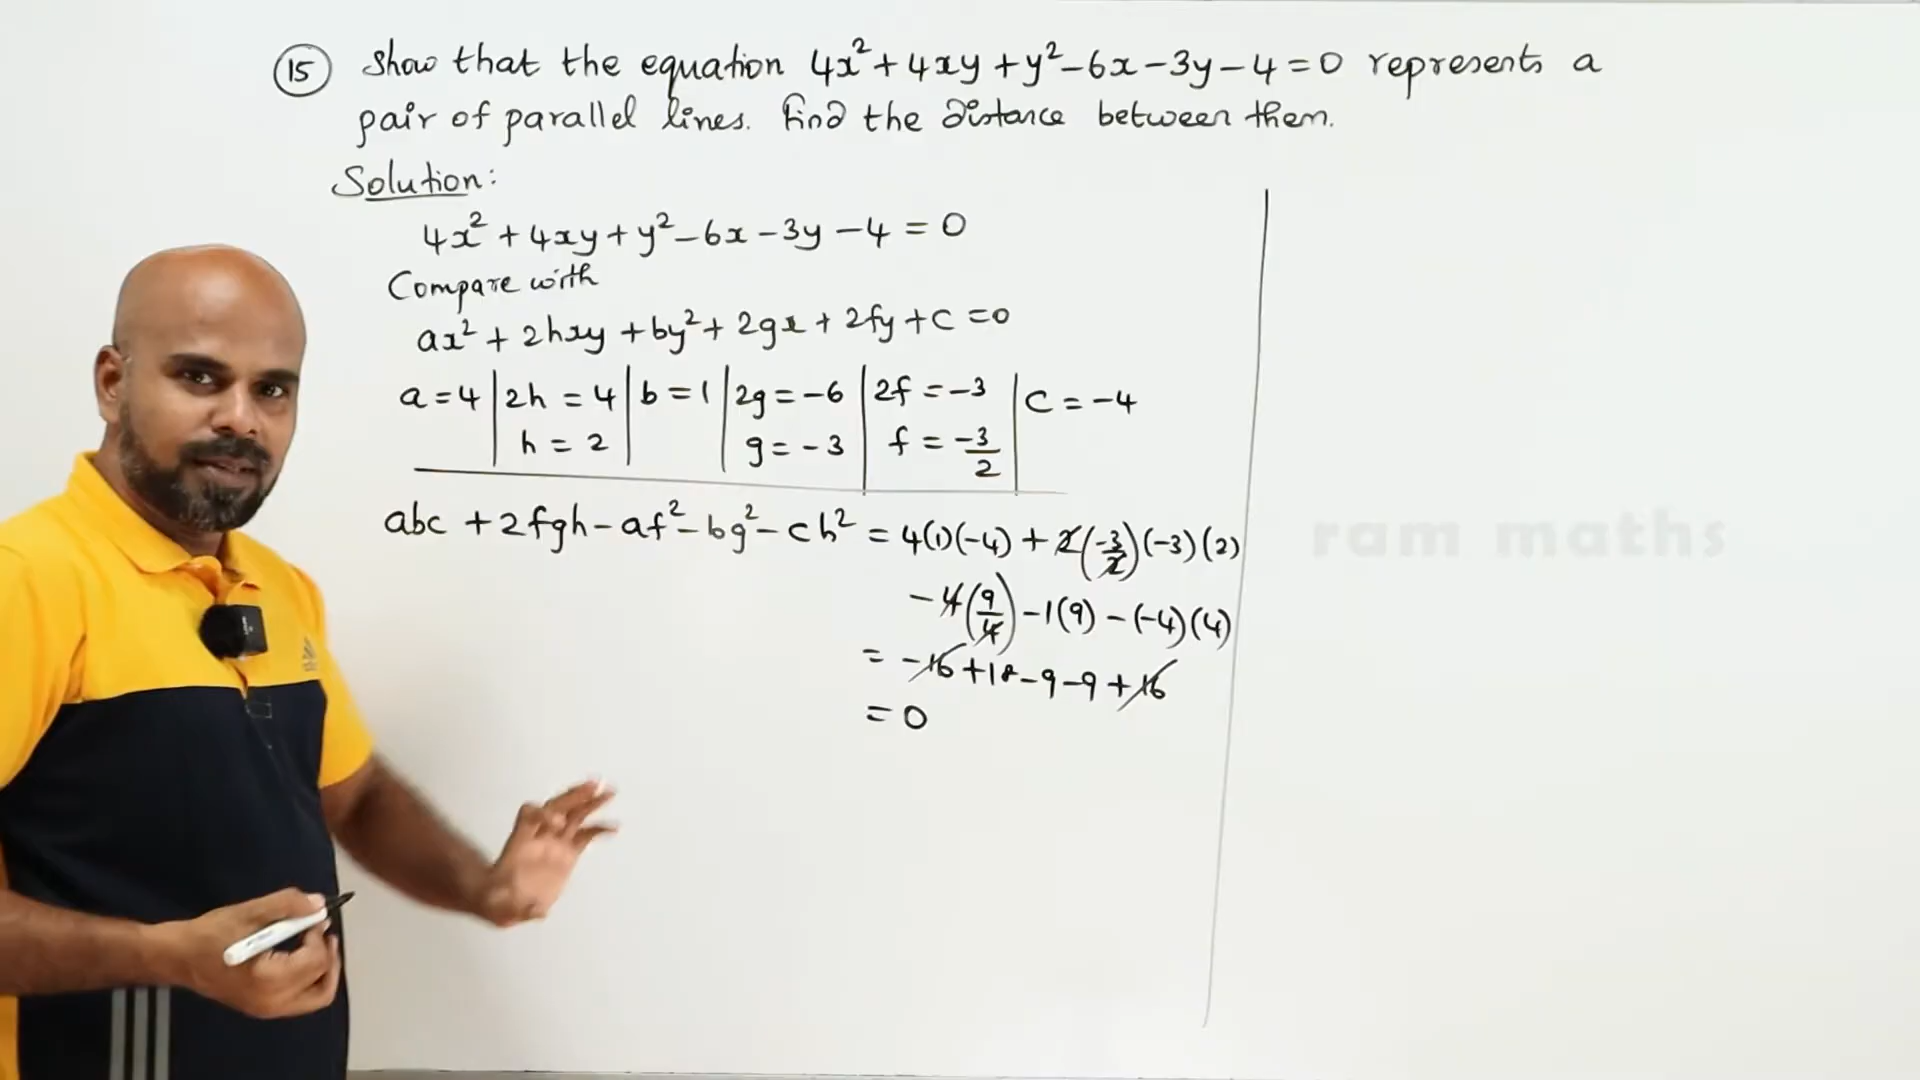 15 Show that the equation 4x²+4xy+y²-6x-3y-4=0 represents a
pair of parallel lines. Find the distance between them.
Solution:
4x²+4xy+y²-6x-3y-4=0
Compare with
ax²+2hxy+by²+2gx+2fy+c=0
a=4 | 2h=4 | b=1 | 2g=-6 | 2f=-3 | c=-4
h=2 | g=-3 | f=-3/2
abc+2fgh-af²-bg²-ch² = 4(1)(-4)+2(-3/2)(-3)(2)
-4(9/4)-1(9)-(-4)(4)
= -16+18-9-9+16
= 0
ram maths